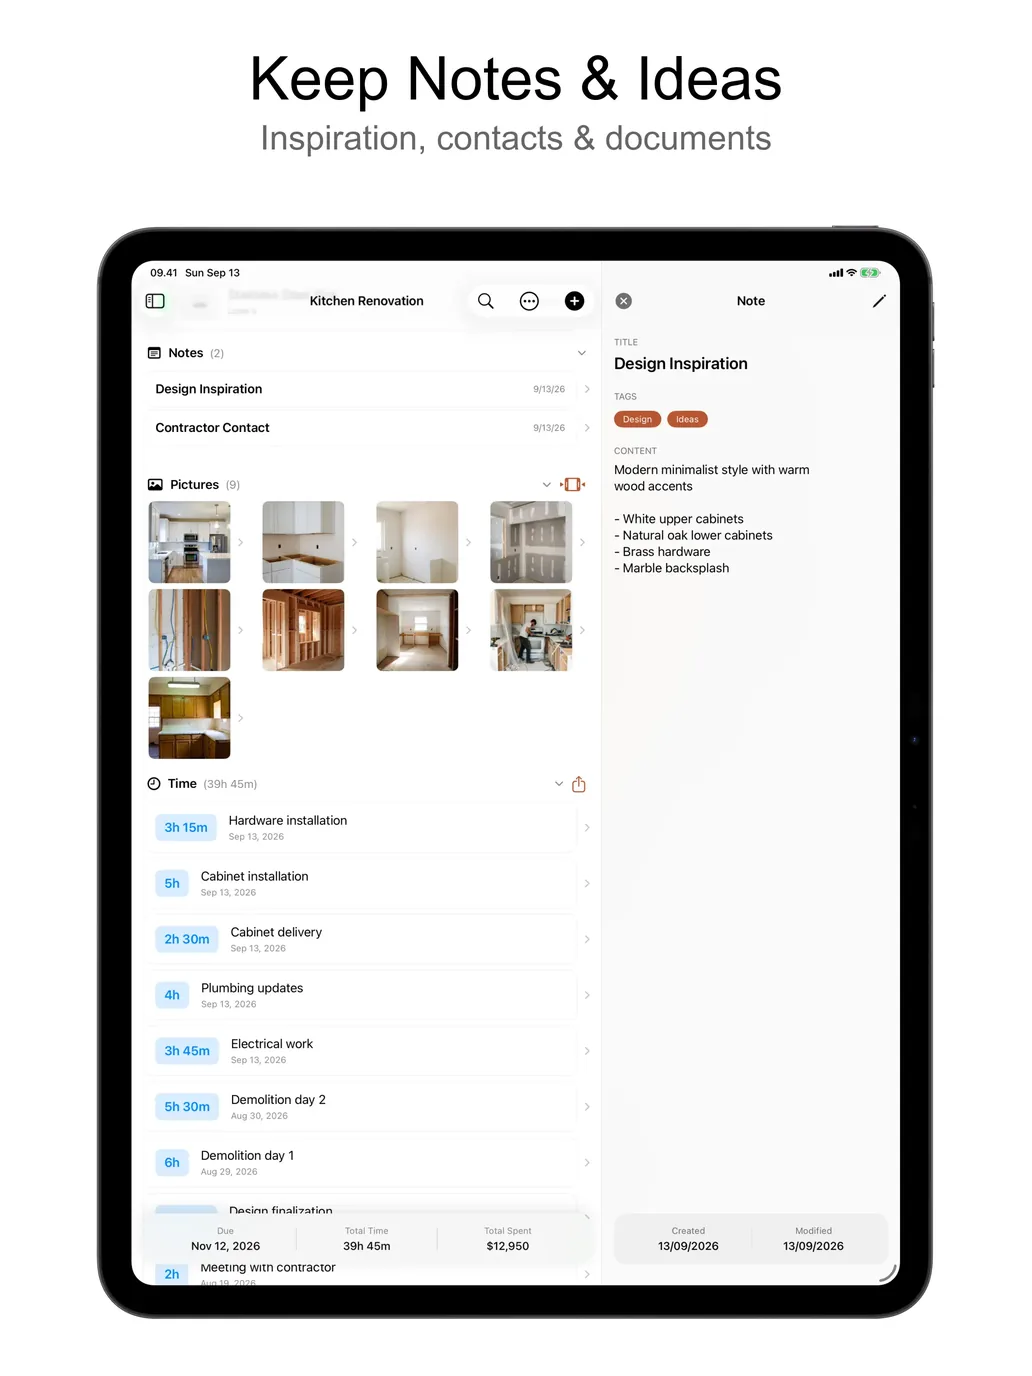 Keep Notes & Ideas
Inspiration, contacts & documents
09.41 Sun Sep 13
Kitchen Renovation
Notes (2)
Design Inspiration 9/13/26
Contractor Contact 9/13/26
Pictures (9)
Time (39h 45m)
3h 15m Hardware installation
Sep 13, 2026
5h Cabinet installation
Sep 13, 2026
2h 30m Cabinet delivery
Sep 13, 2026
4h Plumbing updates
Sep 13, 2026
3h 45m Electrical work
Sep 13, 2026
5h 30m Demolition day 2
Aug 30, 2026
6h Demolition day 1
Aug 29, 2026
Design finalization
Due Total Time Total Spent
Nov 12, 2026 39h 45m $12,950
2h Meeting with contractor
Aug 19, 2026
Note
TITLE
Design Inspiration
TAGS
Design Ideas
CONTENT
Modern minimalist style with warm
wood accents
- White upper cabinets
- Natural oak lower cabinets
- Brass hardware
- Marble backsplash
Created Modified
13/09/2026 13/09/2026